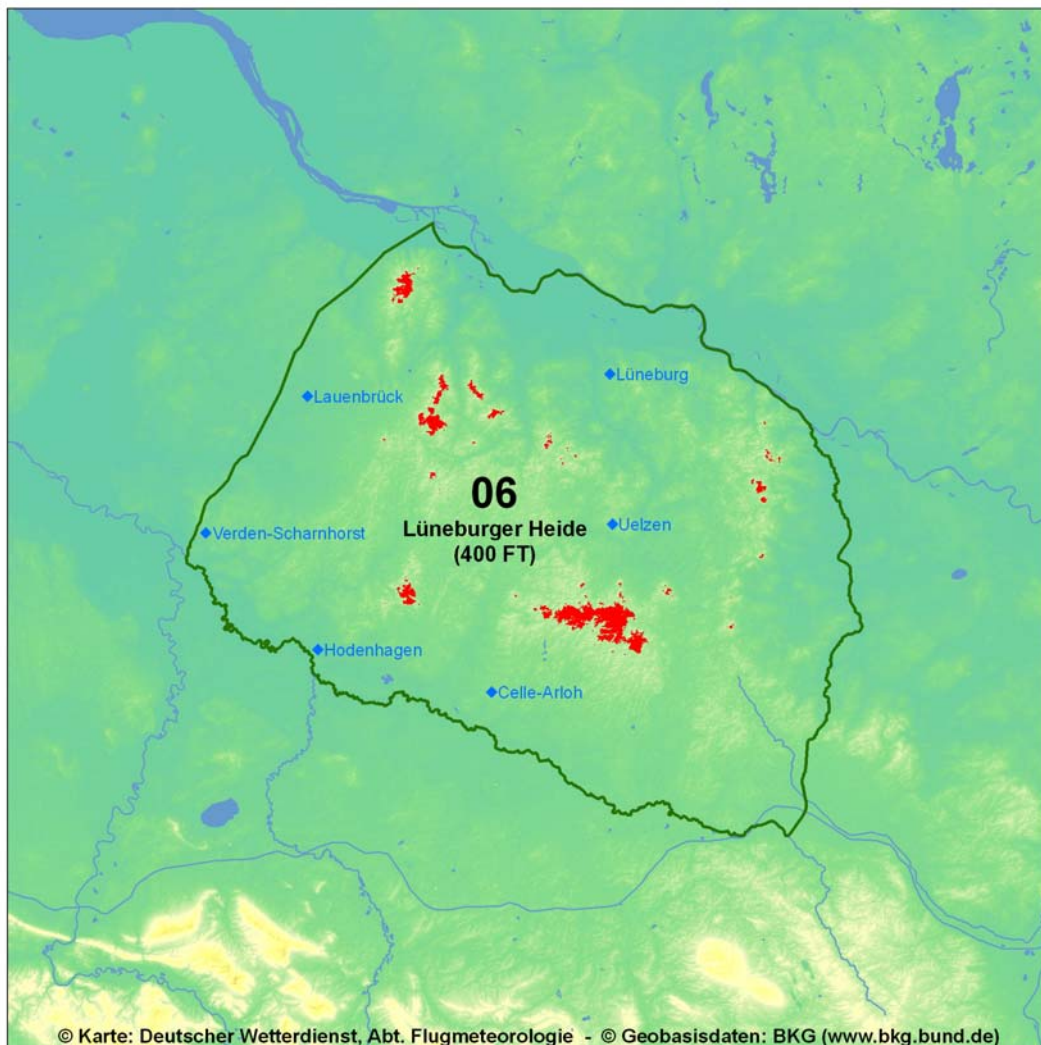 Lüneburg
Lauenbrück
06
Lüneburger Heide
(400 FT)
Uelzen
Verden-Scharnhorst
Hodenhagen
Celle-Arloh
© Karte: Deutscher Wetterdienst, Abt. Flugmeteorologie - © Geobasisdaten: BKG (www.bkg.bund.de)